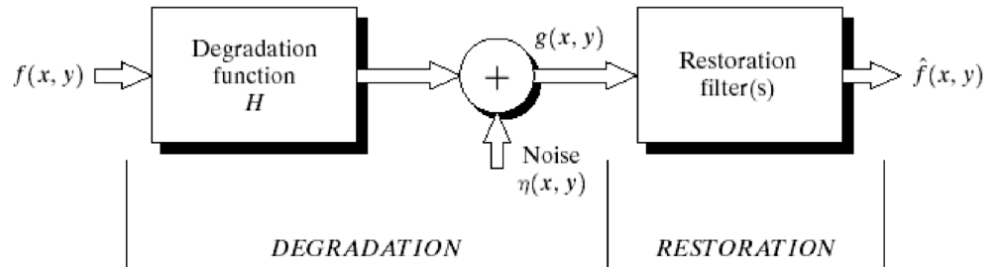 f(x, y)
Degradation
function
H
+
Noise
η(x, y)
g(x, y)
Restoration
filter(s)
f̂(x, y)
DEGRADATION
RESTORATION